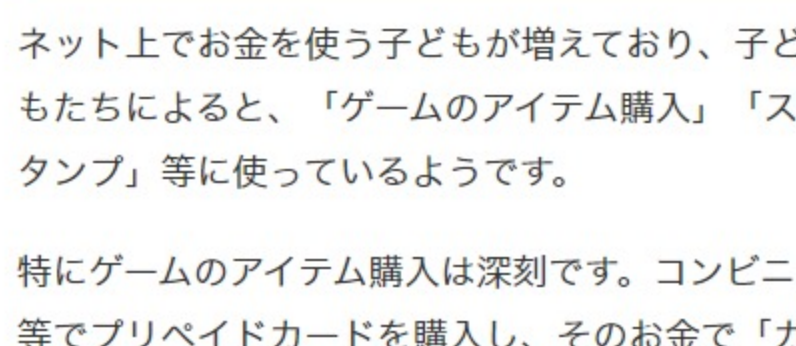 ネット上でお金を使う子どもが増えており、子ど
もたちによると、「ゲームのアイテム購入」「ス
タンプ」等に使っているようです。
特にゲームのアイテム購入は深刻です。コンビニ
等でプリペイドカードを購入し、そのお金で「ガ